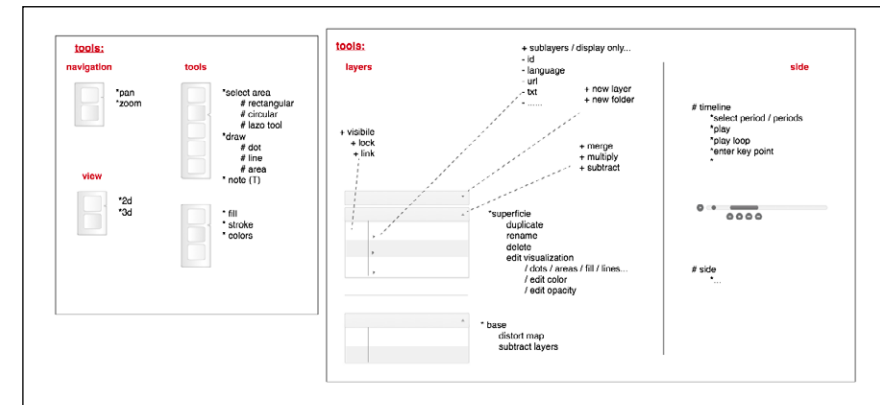 tools:
navigation
*pan
*zoom
view
*2d
*3d
tools
*select area
# rectangular
# circular
# lazo tool
*draw
# dot
# line
# area
* note (T)
* fill
* stroke
* colors
tools:
layers
+ visibile
+ lock
+ link
+ sublayers / display only...
- id
- language
- url
- txt
- ......
+ new layer
+ new folder
+ merge
+ multiply
+ subtract
*superficie
duplicate
rename
delete
edit visualization
/ dots / areas / fill / lines...
/ edit color
/ edit opacity
* base
distort map
subtract layers
side
# timeline
*select period / periods
*play
*play loop
*enter key point
*
# side
*...